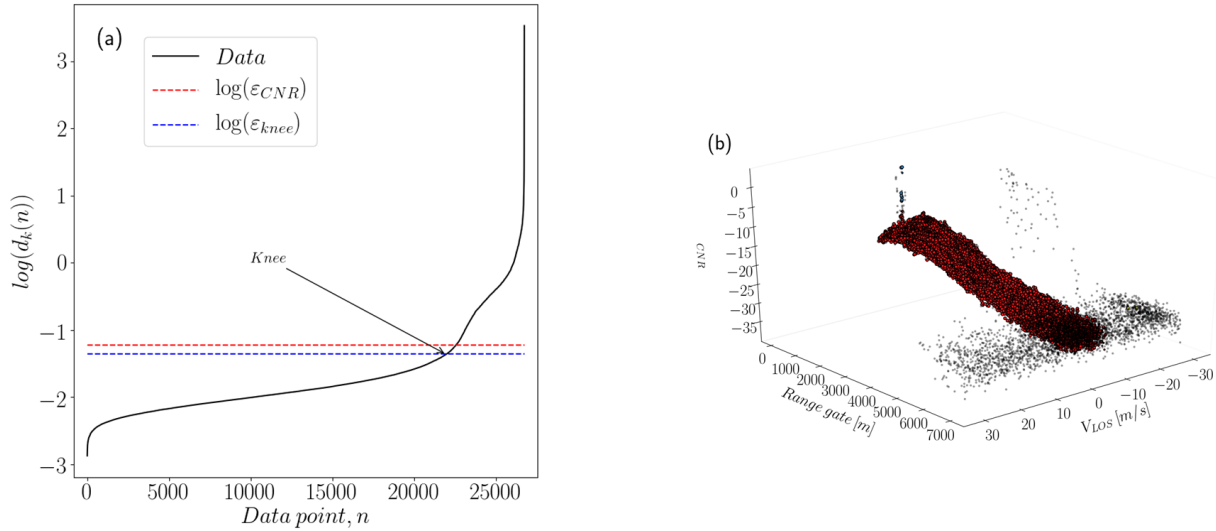 (a)
Data
log(ε_CNR)
log(ε_knee)
Knee
log(d_k(n))
3
2
1
0
−1
−2
−3
0 5000 10000 15000 20000 25000
Data point, n
(b)
CNR
0
−5
−10
−15
−20
−25
−30
−35
0 1000 2000 3000 4000 5000 6000 7000
Range gate [m]
30 20 10 0 −10 −20 −30
V_LOS [m/s]